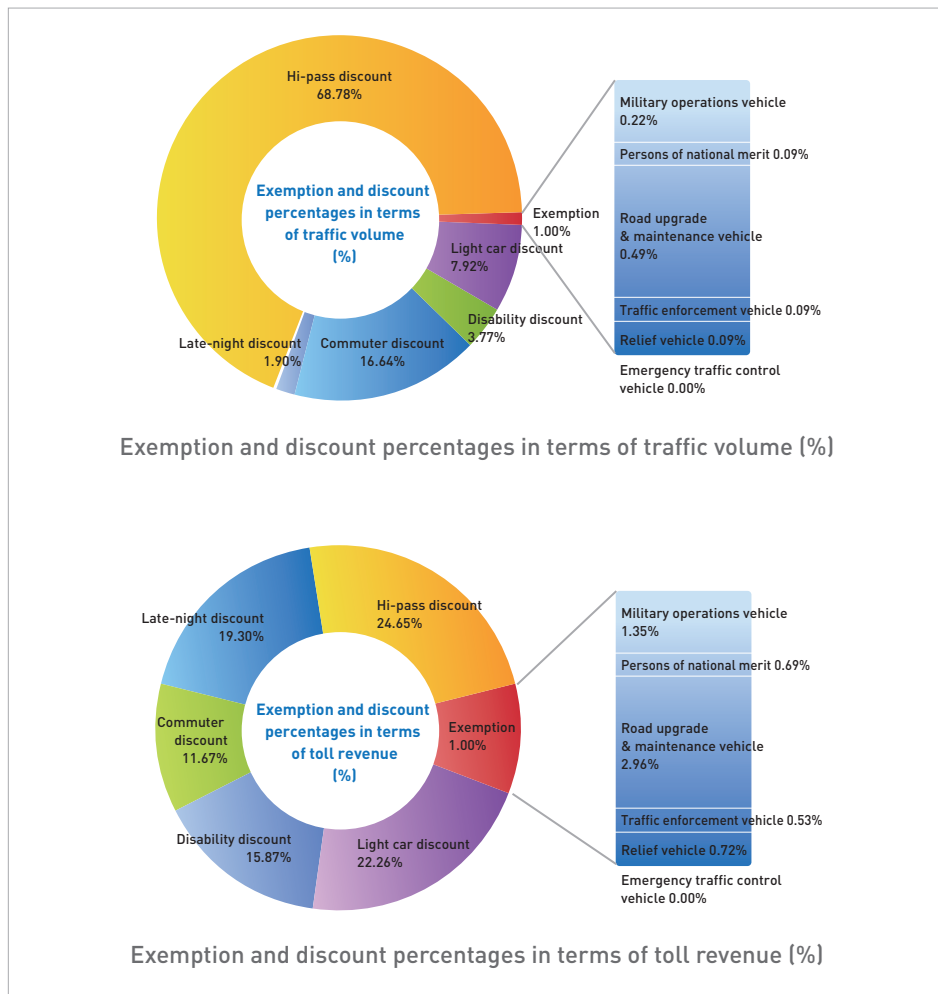 Hi-pass discount
68.78%
Exemption and discount
percentages in terms
of traffic volume
(%)
Exemption
1.00%
Light car discount
7.92%
Disability discount
3.77%
Commuter discount
16.64%
Late-night discount
1.90%
Military operations vehicle
0.22%
Persons of national merit 0.09%
Road upgrade
& maintenance vehicle
0.49%
Traffic enforcement vehicle 0.09%
Relief vehicle 0.09%
Emergency traffic control
vehicle 0.00%
Exemption and discount percentages in terms of traffic volume (%)
Hi-pass discount
24.65%
Late-night discount
19.30%
Commuter
discount
11.67%
Exemption and discount
percentages in terms
of toll revenue
(%)
Exemption
1.00%
Disability discount
15.87%
Light car discount
22.26%
Military operations vehicle
1.35%
Persons of national merit 0.69%
Road upgrade
& maintenance vehicle
2.96%
Traffic enforcement vehicle 0.53%
Relief vehicle 0.72%
Emergency traffic control
vehicle 0.00%
Exemption and discount percentages in terms of toll revenue (%)